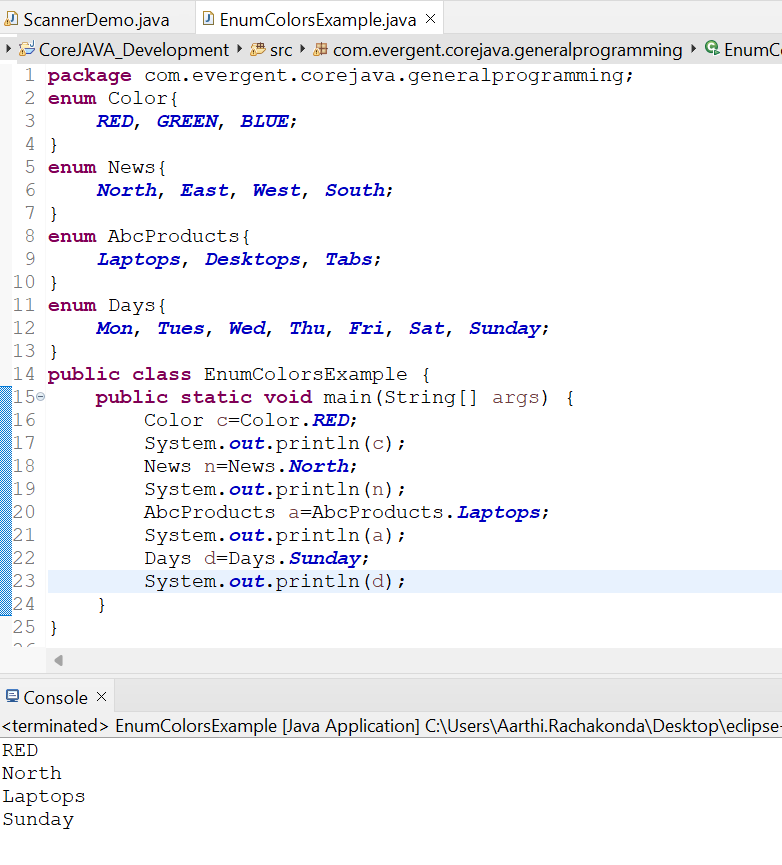 ScannerDemo.java EnumColorsExample.java
CoreJAVA_Development src com.evergent.corejava.generalprogramming
1 package com.evergent.corejava.generalprogramming;
2 enum Color{
3 RED, GREEN, BLUE;
4 }
5 enum News{
6 North, East, West, South;
7 }
8 enum AbcProducts{
9 Laptops, Desktops, Tabs;
10 }
11 enum Days{
12 Mon, Tues, Wed, Thu, Fri, Sat, Sunday;
13 }
14 public class EnumColorsExample {
15 public static void main(String[] args) {
16 Color c=Color.RED;
17 System.out.println(c);
18 News n=News.North;
19 System.out.println(n);
20 AbcProducts a=AbcProducts.Laptops;
21 System.out.println(a);
22 Days d=Days.Sunday;
23 System.out.println(d);
24 }
25 }
Console
<terminated> EnumColorsExample [Java Application] C:\Users\Aarthi.Rachakonda\Desktop\eclipse-
RED
North
Laptops
Sunday